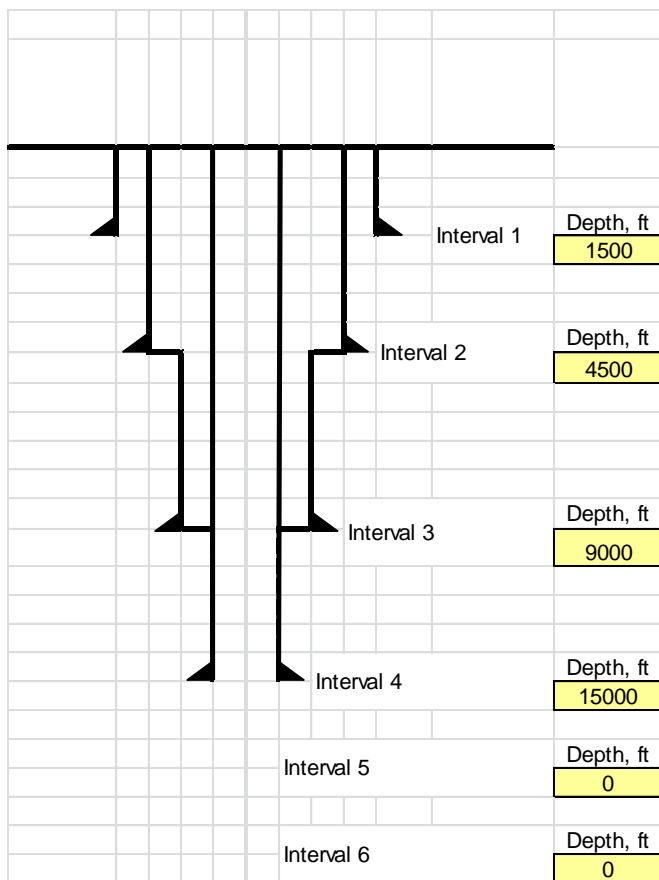 Depth, ft
Interval 1
1500
Depth, ft
Interval 2
4500
Depth, ft
Interval 3
9000
Depth, ft
Interval 4
15000
Depth, ft
Interval 5
0
Depth, ft
Interval 6
0